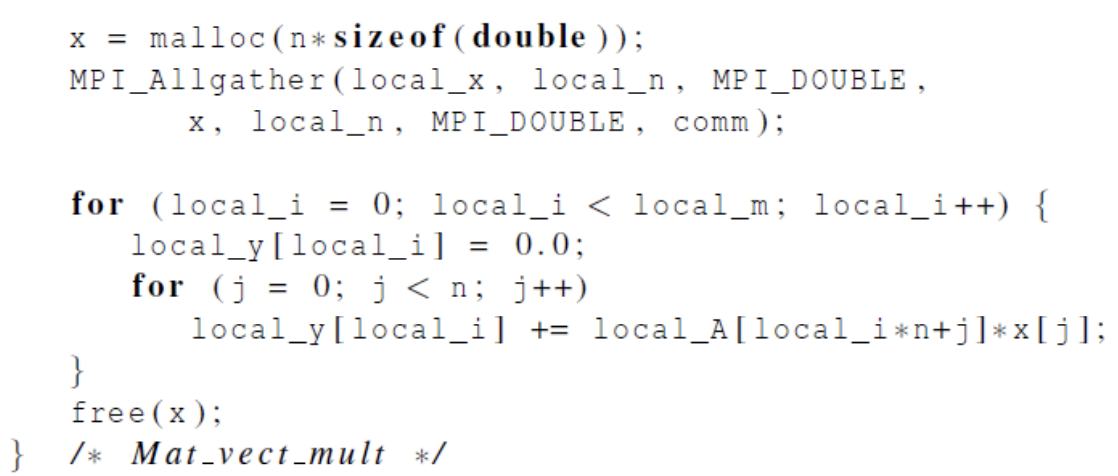 x = malloc(n*sizeof(double));
MPI_Allgather(local_x, local_n, MPI_DOUBLE,
x, local_n, MPI_DOUBLE, comm);
for (local_i = 0; local_i < local_m; local_i++) {
local_y[local_i] = 0.0;
for (j = 0; j < n; j++)
local_y[local_i] += local_A[local_i*n+j]*x[j];
}
free(x);
} /* Mat_vect_mult */